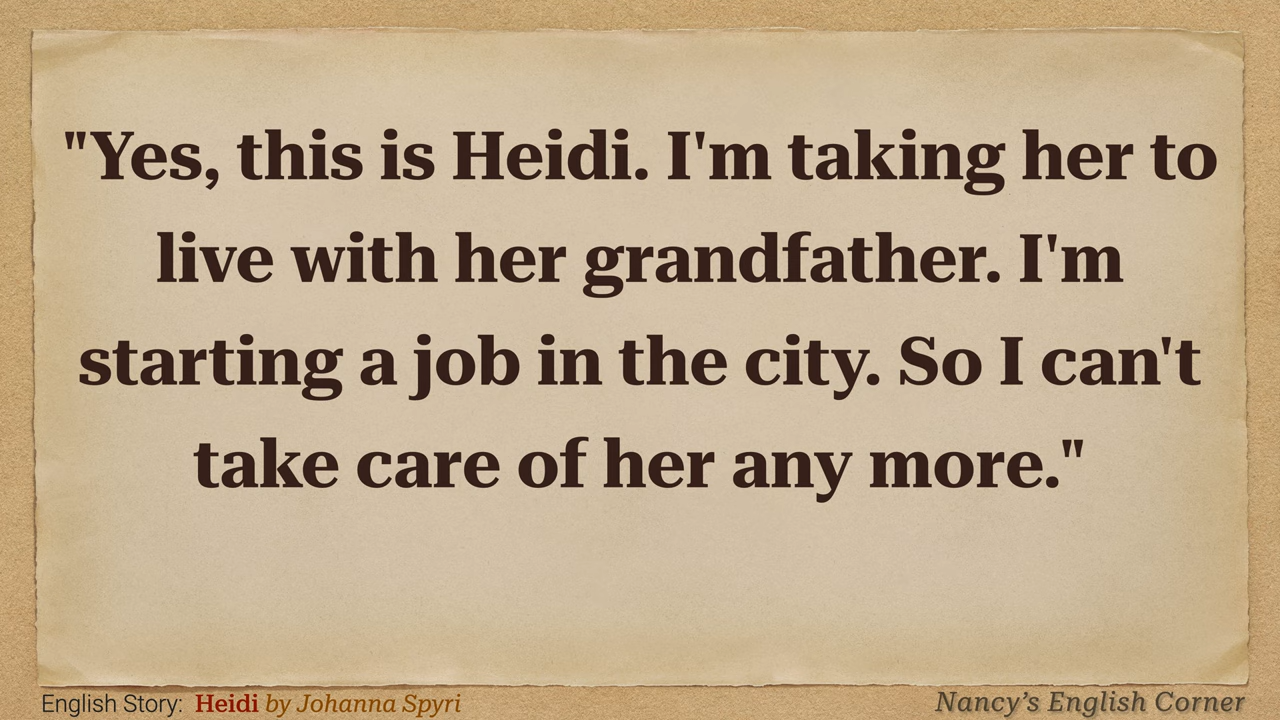 "Yes, this is Heidi. I'm taking her to
live with her grandfather. I'm
starting a job in the city. So I can't
take care of her any more."
English Story: Heidi by Johanna Spyri
Nancy's English Corner